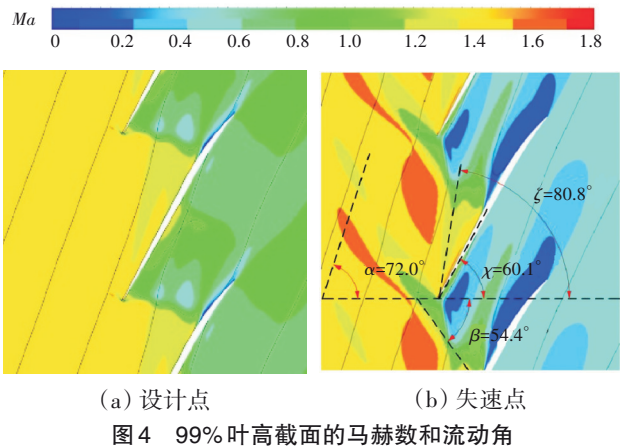 Ma
0 0.2 0.4 0.6 0.8 1.0 1.2 1.4 1.6 1.8
ζ=80.8°
α=72.0°
χ=60.1°
β=54.4°
(a) 设计点
(b) 失速点
图4 99%叶高截面的马赫数和流动角